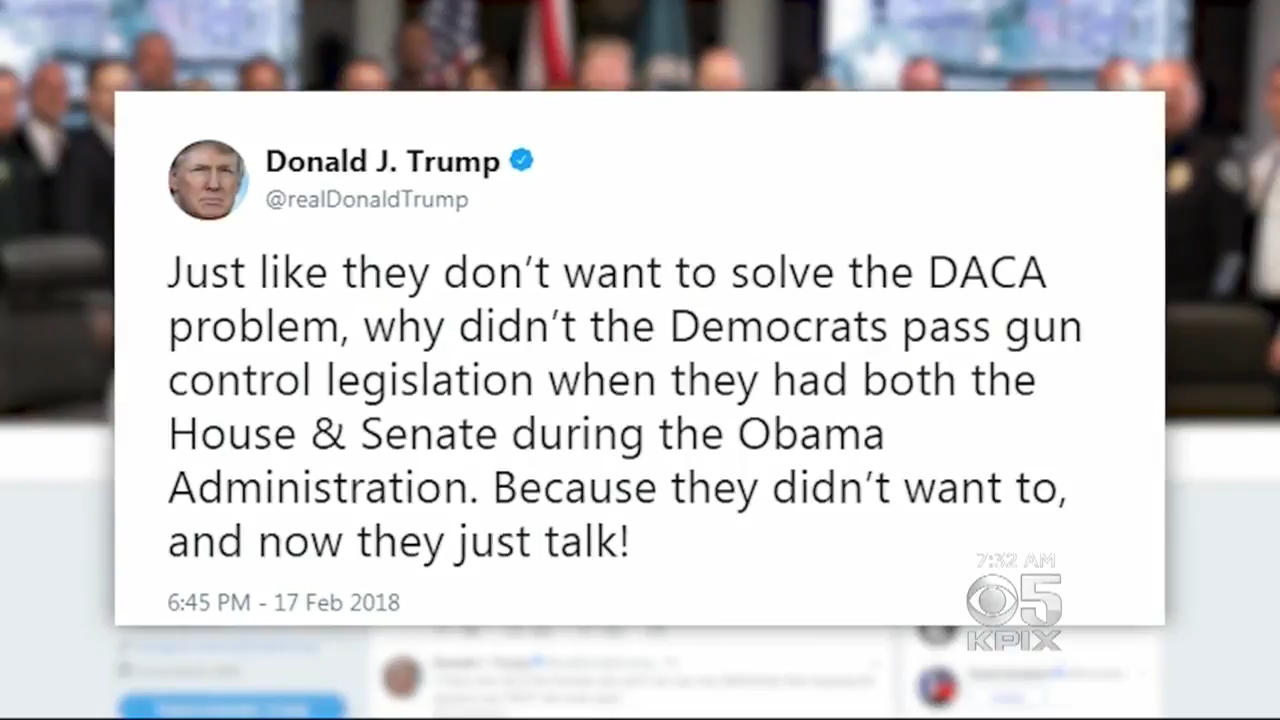 Donald J. Trump
@realDonaldTrump
Just like they don't want to solve the DACA
problem, why didn't the Democrats pass gun
control legislation when they had both the
House & Senate during the Obama
Administration. Because they didn't want to,
and now they just talk!
6:45 PM - 17 Feb 2018
7:32 AM
5
KPIX